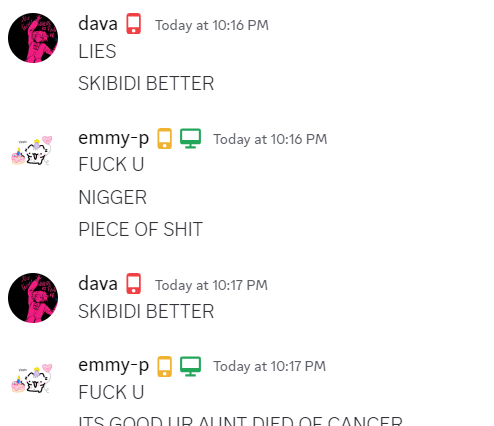 dava Today at 10:16 PM
LIES
SKIBIDI BETTER
emmy-p Today at 10:16 PM
FUCK U
NIGGER
PIECE OF SHIT
dava Today at 10:17 PM
SKIBIDI BETTER
emmy-p Today at 10:17 PM
FUCK U
ITS GOOD UR AUNT DIED OF CANCER